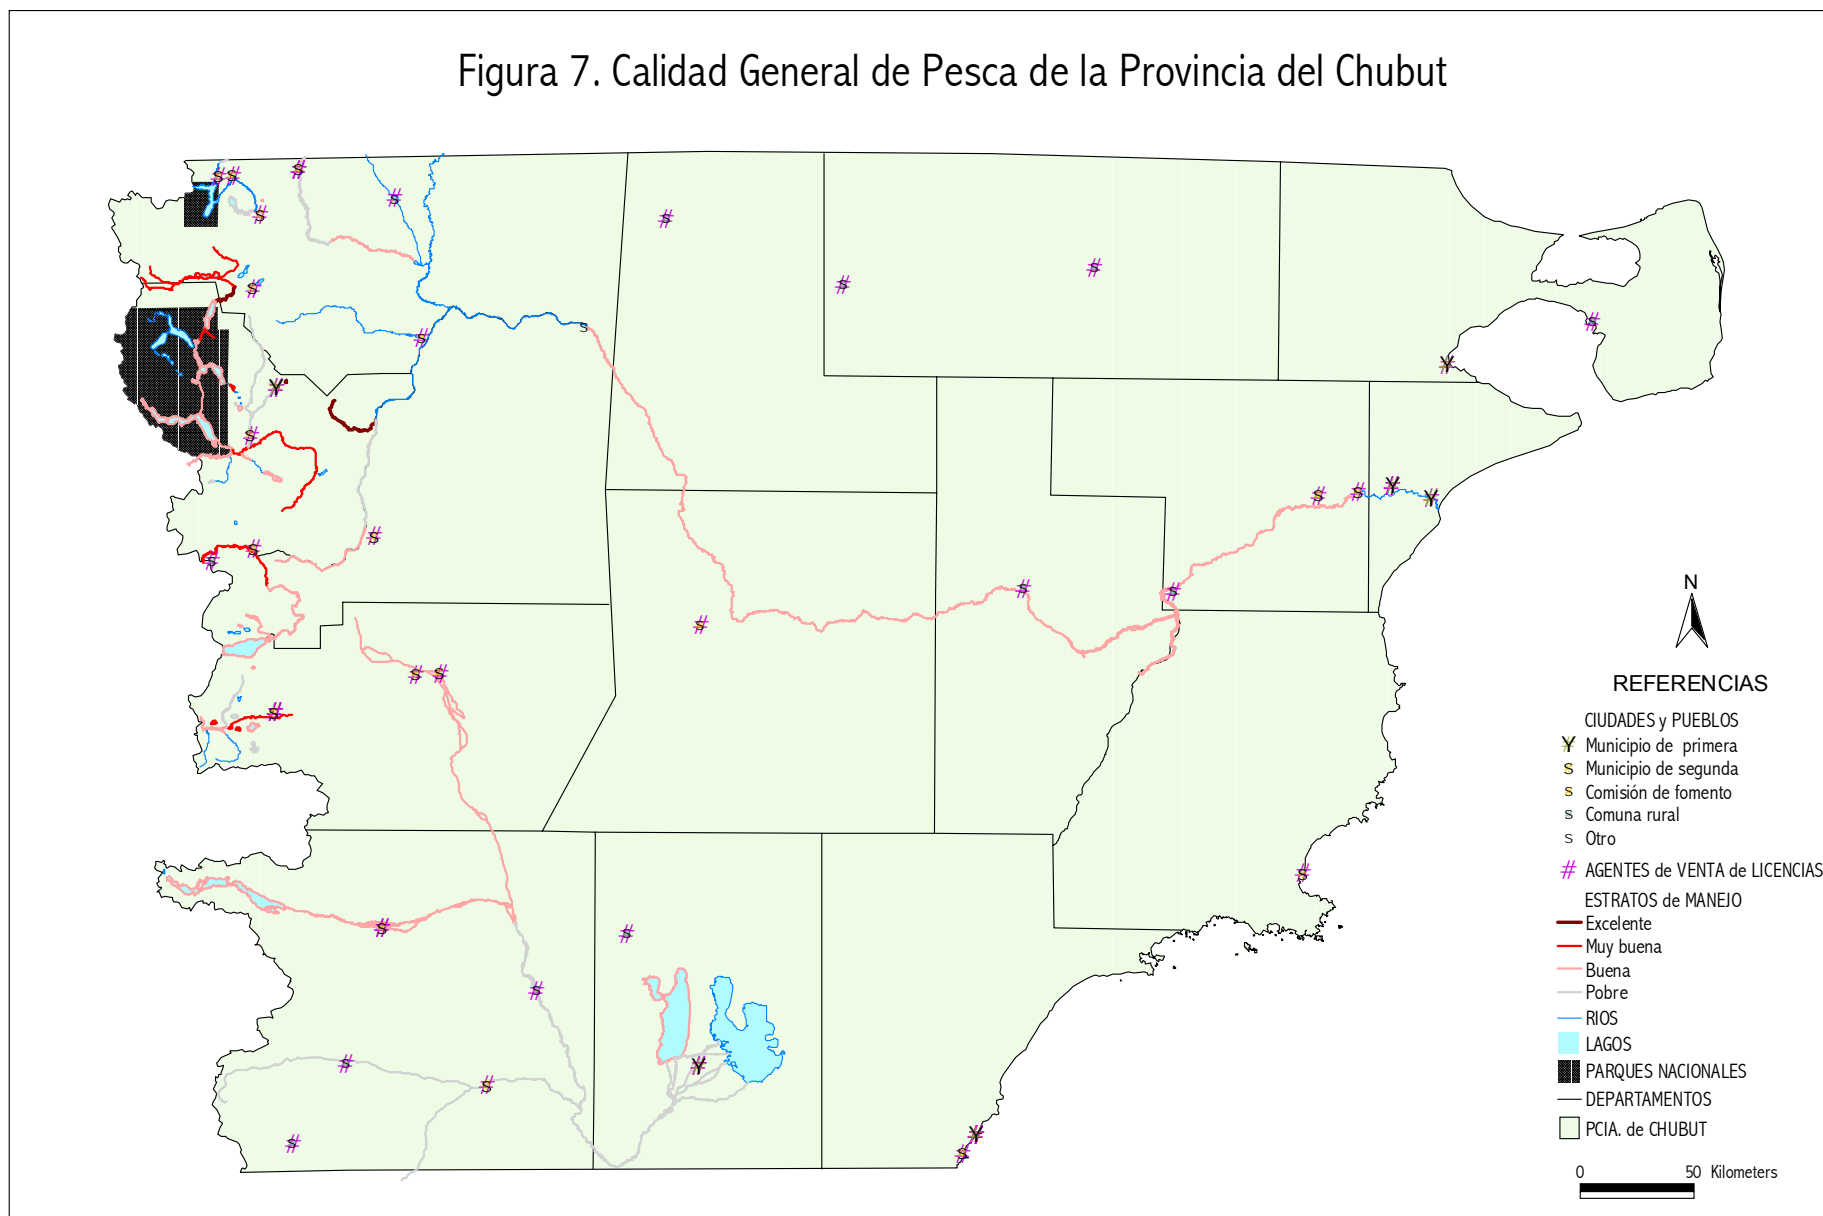 Figura 7. Calidad General de Pesca de la Provincia del Chubut
N
REFERENCIAS
CIUDADES y PUEBLOS
Municipio de primera
Municipio de segunda
Comisión de fomento
Comuna rural
Otro
AGENTES de VENTA de LICENCIAS
ESTRATOS de MANEJO
Excelente
Muy buena
Buena
Pobre
RIOS
LAGOS
PARQUES NACIONALES
DEPARTAMENTOS
PCIA. de CHUBUT
0 50 Kilometers